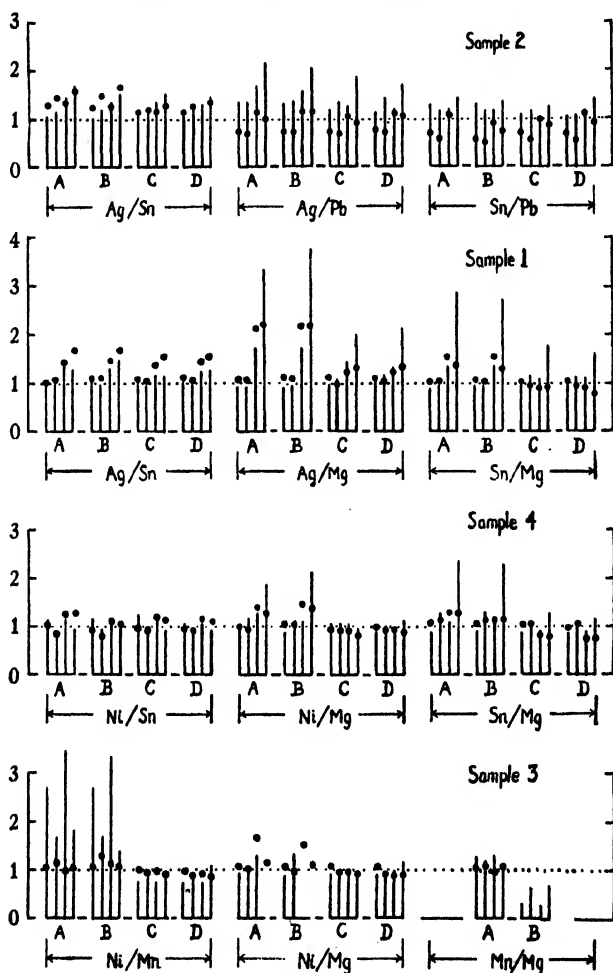 3
Sample 2
2
1
0
A B C D A B C D A B C D
Ag/Sn Ag/Pb Sn/Pb
4
Sample 1
3
2
1
0
A B C D A B C D A B C D
Ag/Sn Ag/Mg Sn/Mg
3
Sample 4
2
1
0
A B C D A B C D A B C D
Ni/Sn Ni/Mg Sn/Mg
3
Sample 3
2
1
0
A B C D A B C D A B
Ni/Mn Ni/Mg Mn/Mg